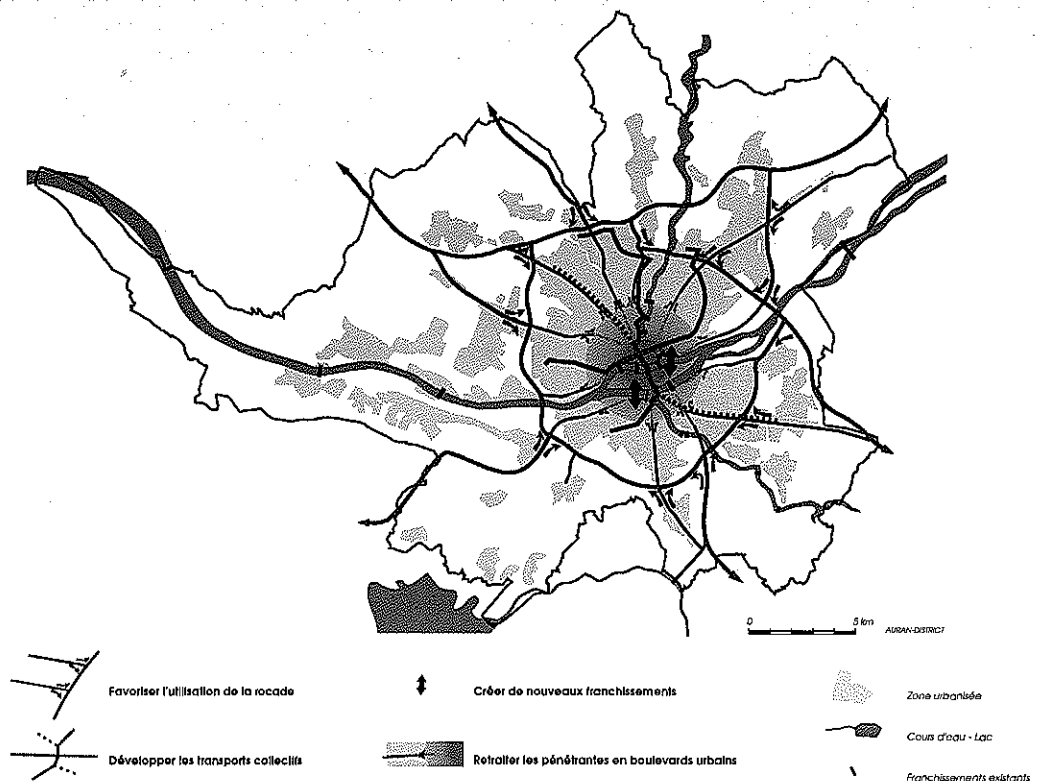 0 5 km
AURAN-DISTRICT
Favoriser l'utilisation de la rocade
Créer de nouveaux franchissements
Zone urbanisée
Cours d'eau - Lac
Développer les transports collectifs
Retraiter les pénétrantes en boulevards urbains
Franchissements existants